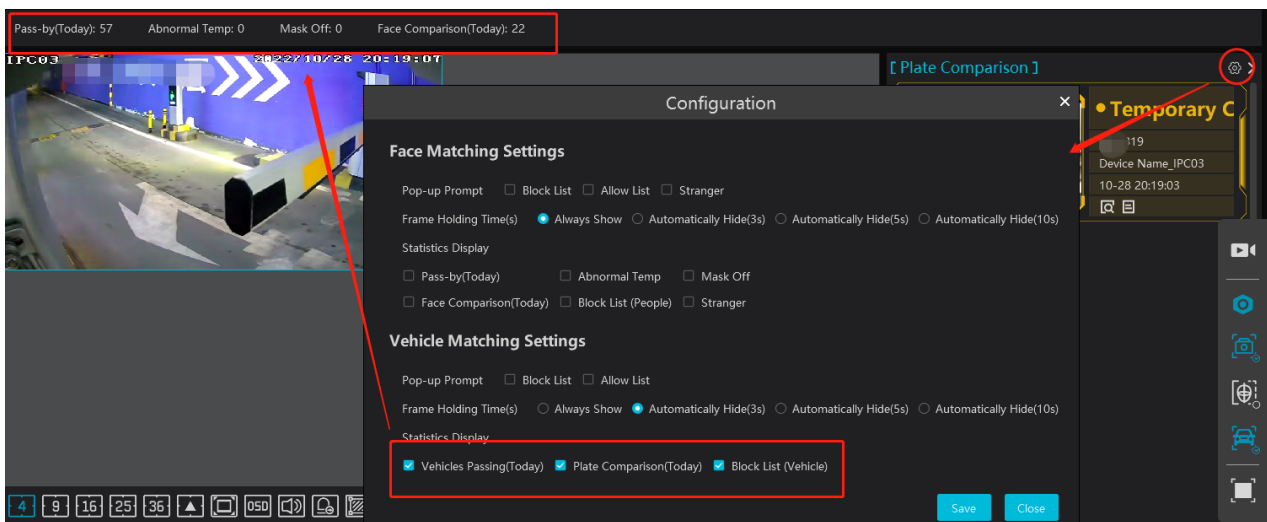 Pass-by(Today): 57 Abnormal Temp: 0 Mask Off: 0 Face Comparison(Today): 22
IPC03 2022/10/28 20:19:07
[ Plate Comparison ]
Configuration
Temporary C
319
Device Name_IPC03
10-28 20:19:03
Face Matching Settings
Pop-up Prompt Block List Allow List Stranger
Frame Holding Time(s) Always Show Automatically Hide(3s) Automatically Hide(5s) Automatically Hide(10s)
Statistics Display
Pass-by(Today) Abnormal Temp Mask Off
Face Comparison(Today) Block List (People) Stranger
Vehicle Matching Settings
Pop-up Prompt Block List Allow List
Frame Holding Time(s) Always Show Automatically Hide(3s) Automatically Hide(5s) Automatically Hide(10s)
Statistics Display
Vehicles Passing(Today) Plate Comparison(Today) Block List (Vehicle)
4 9 16 25 36 OSD
Save Close